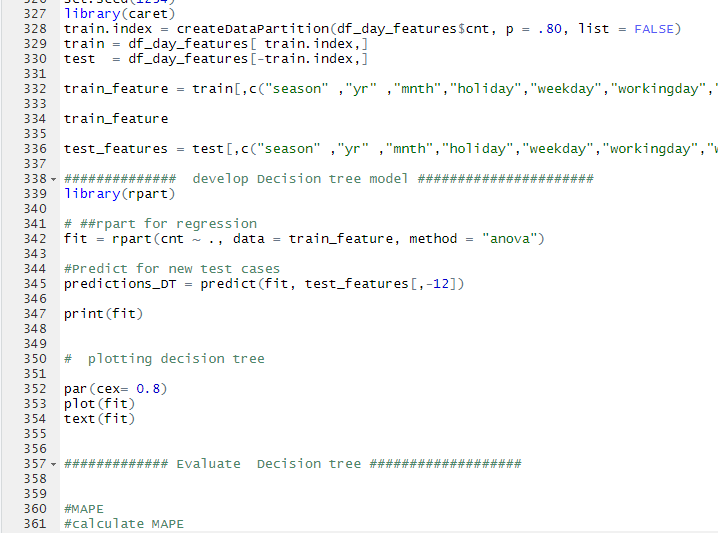 327 library(caret)
328 train.index = createDataPartition(df_day_features$cnt, p = .80, list = FALSE)
329 train = df_day_features[ train.index,]
330 test  = df_day_features[-train.index,]
331
332 train_feature = train[,c("season" ,"yr" ,"mnth","holiday","weekday","workingday",
333
334 train_feature
335
336 test_features = test[,c("season" ,"yr" ,"mnth","holiday","weekday","workingday",
337
338 ##############  develop Decision tree model ######################
339 library(rpart)
340
341 # ##rpart for regression
342 fit = rpart(cnt ~ ., data = train_feature, method = "anova")
343
344 #Predict for new test cases
345 predictions_DT = predict(fit, test_features[,-12])
346
347 print(fit)
348
349
350 #  plotting decision tree
351
352 par(cex= 0.8)
353 plot(fit)
354 text(fit)
355
356
357 ############# Evaluate  Decision tree ###################
358
359
360 #MAPE
361 #calculate MAPE